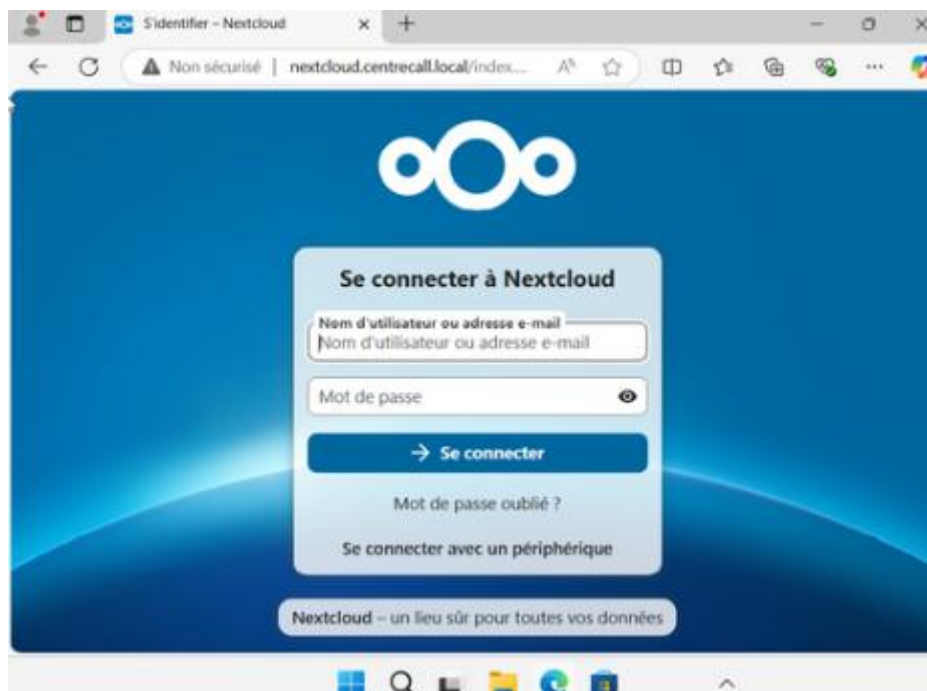 S'identifier – Nextcloud
Non sécurisé | nextcloud.centrecall.local/index...
Se connecter à Nextcloud
Nom d'utilisateur ou adresse e-mail
Nom d'utilisateur ou adresse e-mail
Mot de passe
→ Se connecter
Mot de passe oublié ?
Se connecter avec un périphérique
Nextcloud – un lieu sûr pour toutes vos données